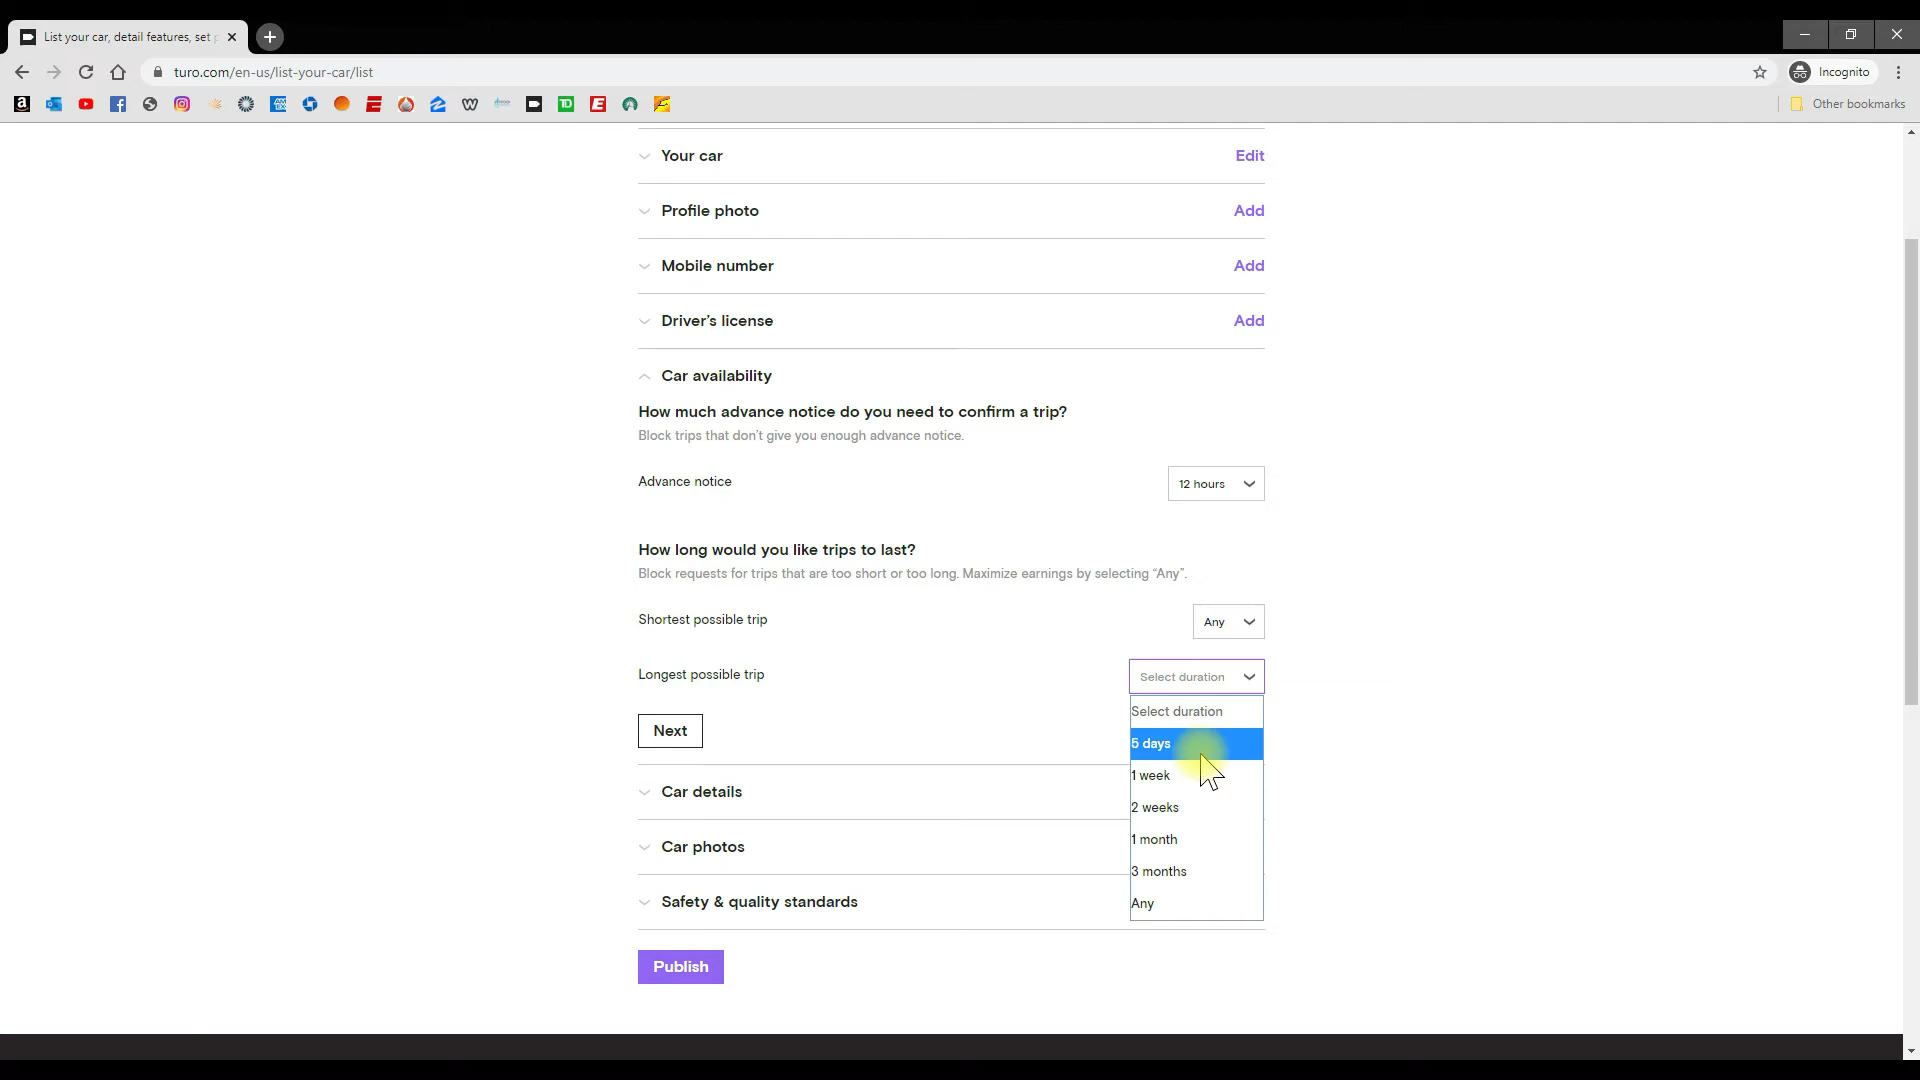 List your car, detail features, set p
turo.com/en-us/list-your-car/list
Incognito
Other bookmarks
Your car
Edit
Profile photo
Add
Mobile number
Add
Driver's license
Add
Car availability
How much advance notice do you need to confirm a trip?
Block trips that don't give you enough advance notice.
Advance notice
12 hours
How long would you like trips to last?
Block requests for trips that are too short or too long. Maximize earnings by selecting “Any”.
Shortest possible trip
Any
Longest possible trip
Select duration
Select duration
5 days
1 week
2 weeks
1 month
3 months
Any
Next
Car details
Car photos
Safety & quality standards
Publish